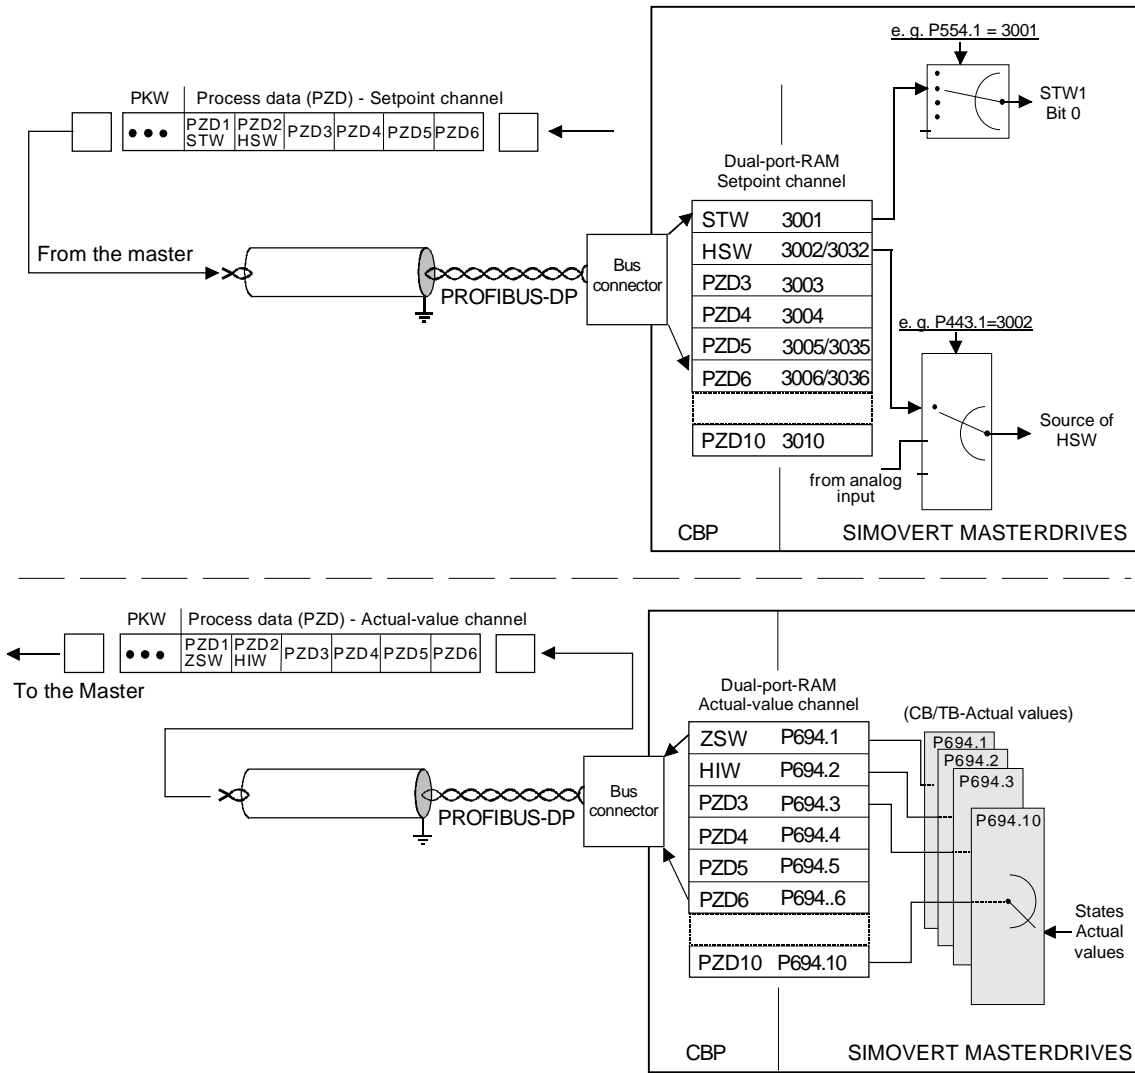 e. g. P554.1 = 3001
PKW Process data (PZD) - Setpoint channel
PZD1 STW PZD2 HSW PZD3 PZD4 PZD5 PZD6
STW1
Bit 0
From the master
PROFIBUS-DP
Bus
connector
Dual-port-RAM
Setpoint channel
STW 3001
HSW 3002/3032
PZD3 3003
PZD4 3004
PZD5 3005/3035
PZD6 3006/3036
PZD10 3010
e. g. P443.1=3002
Source of
HSW
from analog
input
CBP SIMOVERT MASTERDRIVES
PKW Process data (PZD) - Actual-value channel
PZD1 ZSW PZD2 HIW PZD3 PZD4 PZD5 PZD6
To the Master
PROFIBUS-DP
Bus
connector
Dual-port-RAM
Actual-value channel
ZSW P694.1
HIW P694.2
PZD3 P694.3
PZD4 P694.4
PZD5 P694.5
PZD6 P694..6
PZD10 P694.10
(CB/TB-Actual values)
P694.1
P694.2
P694.3
P694.10
States
Actual
values
CBP SIMOVERT MASTERDRIVES